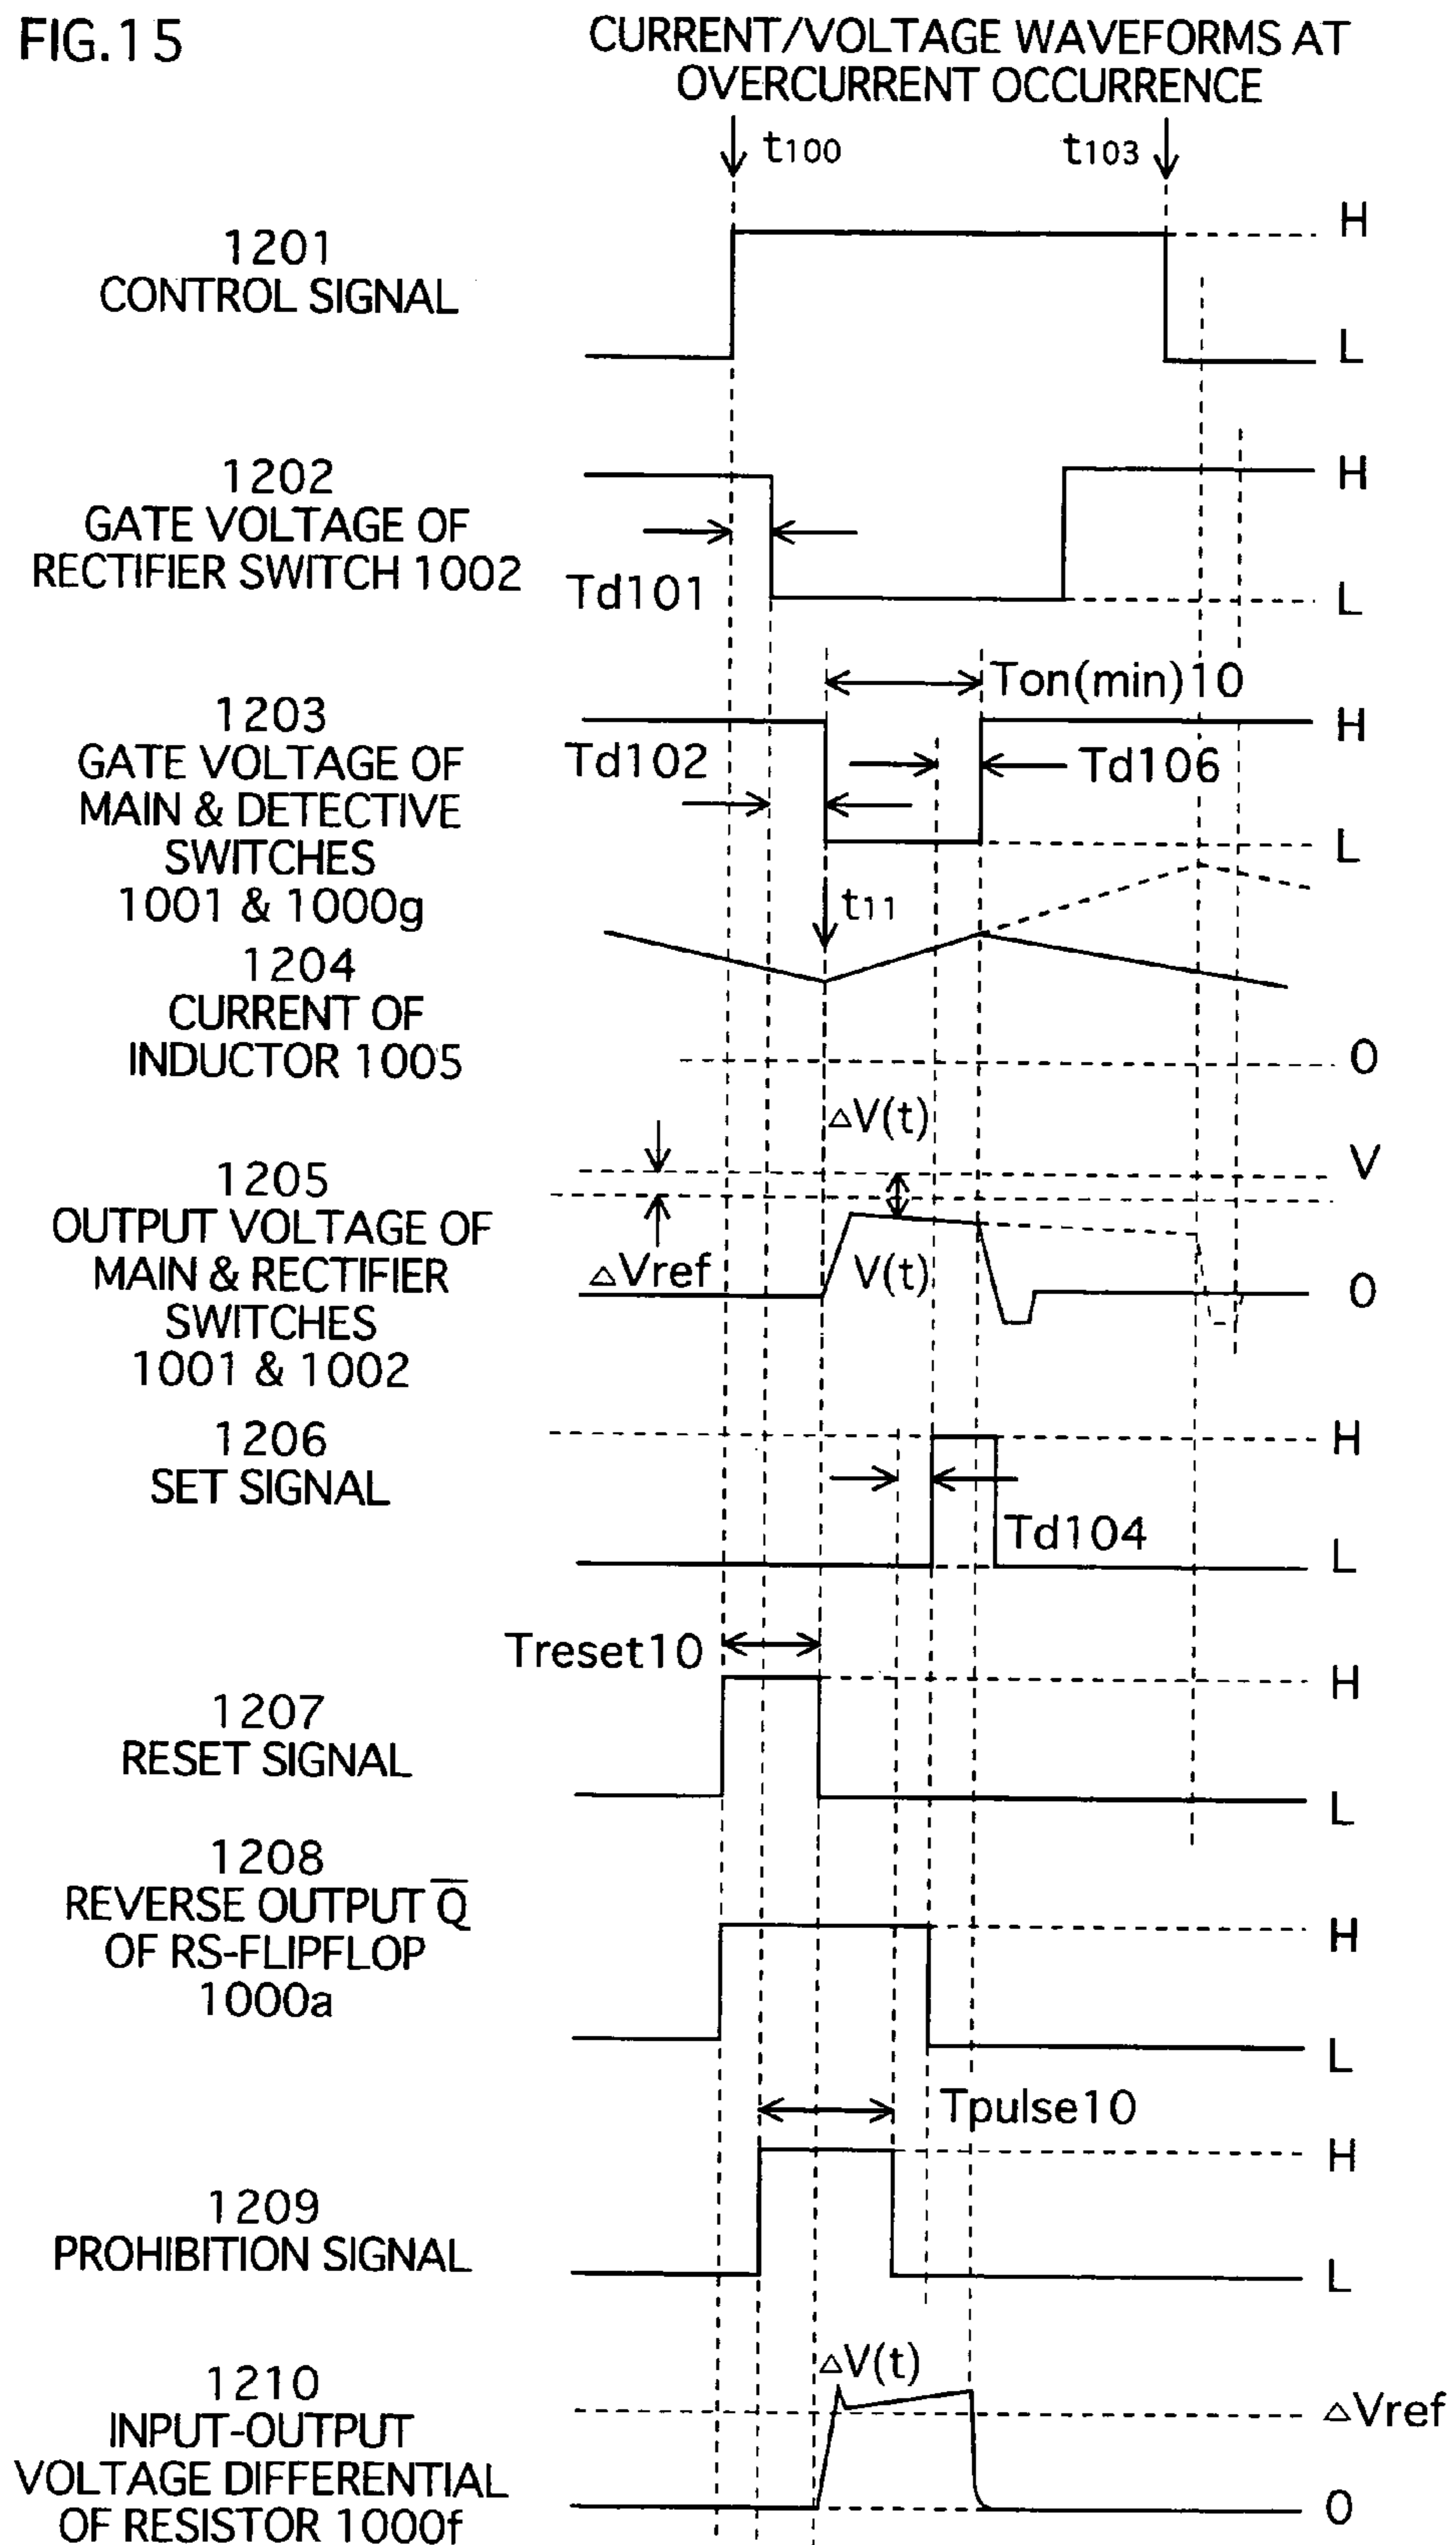 FIG.15
CURRENT/VOLTAGE WAVEFORMS AT
OVERCURRENT OCCURRENCE
t100
t103
1201
CONTROL SIGNAL
H
L
1202
GATE VOLTAGE OF
RECTIFIER SWITCH 1002
Td101
H
L
1203
GATE VOLTAGE OF
MAIN & DETECTIVE
SWITCHES
1001 & 1000g
Ton(min)10
Td102
Td106
H
L
t11
1204
CURRENT OF
INDUCTOR 1005
0
1205
OUTPUT VOLTAGE OF
MAIN & RECTIFIER
SWITCHES
1001 & 1002
△V(t)
V
△Vref
V(t)
0
1206
SET SIGNAL
H
Td104
L
Treset10
1207
RESET SIGNAL
H
L
1208
REVERSE OUTPUT Q̅
OF RS-FLIPFLOP
1000a
H
L
Tpulse10
1209
PROHIBITION SIGNAL
H
L
1210
INPUT-OUTPUT
VOLTAGE DIFFERENTIAL
OF RESISTOR 1000f
△V(t)
△Vref
0